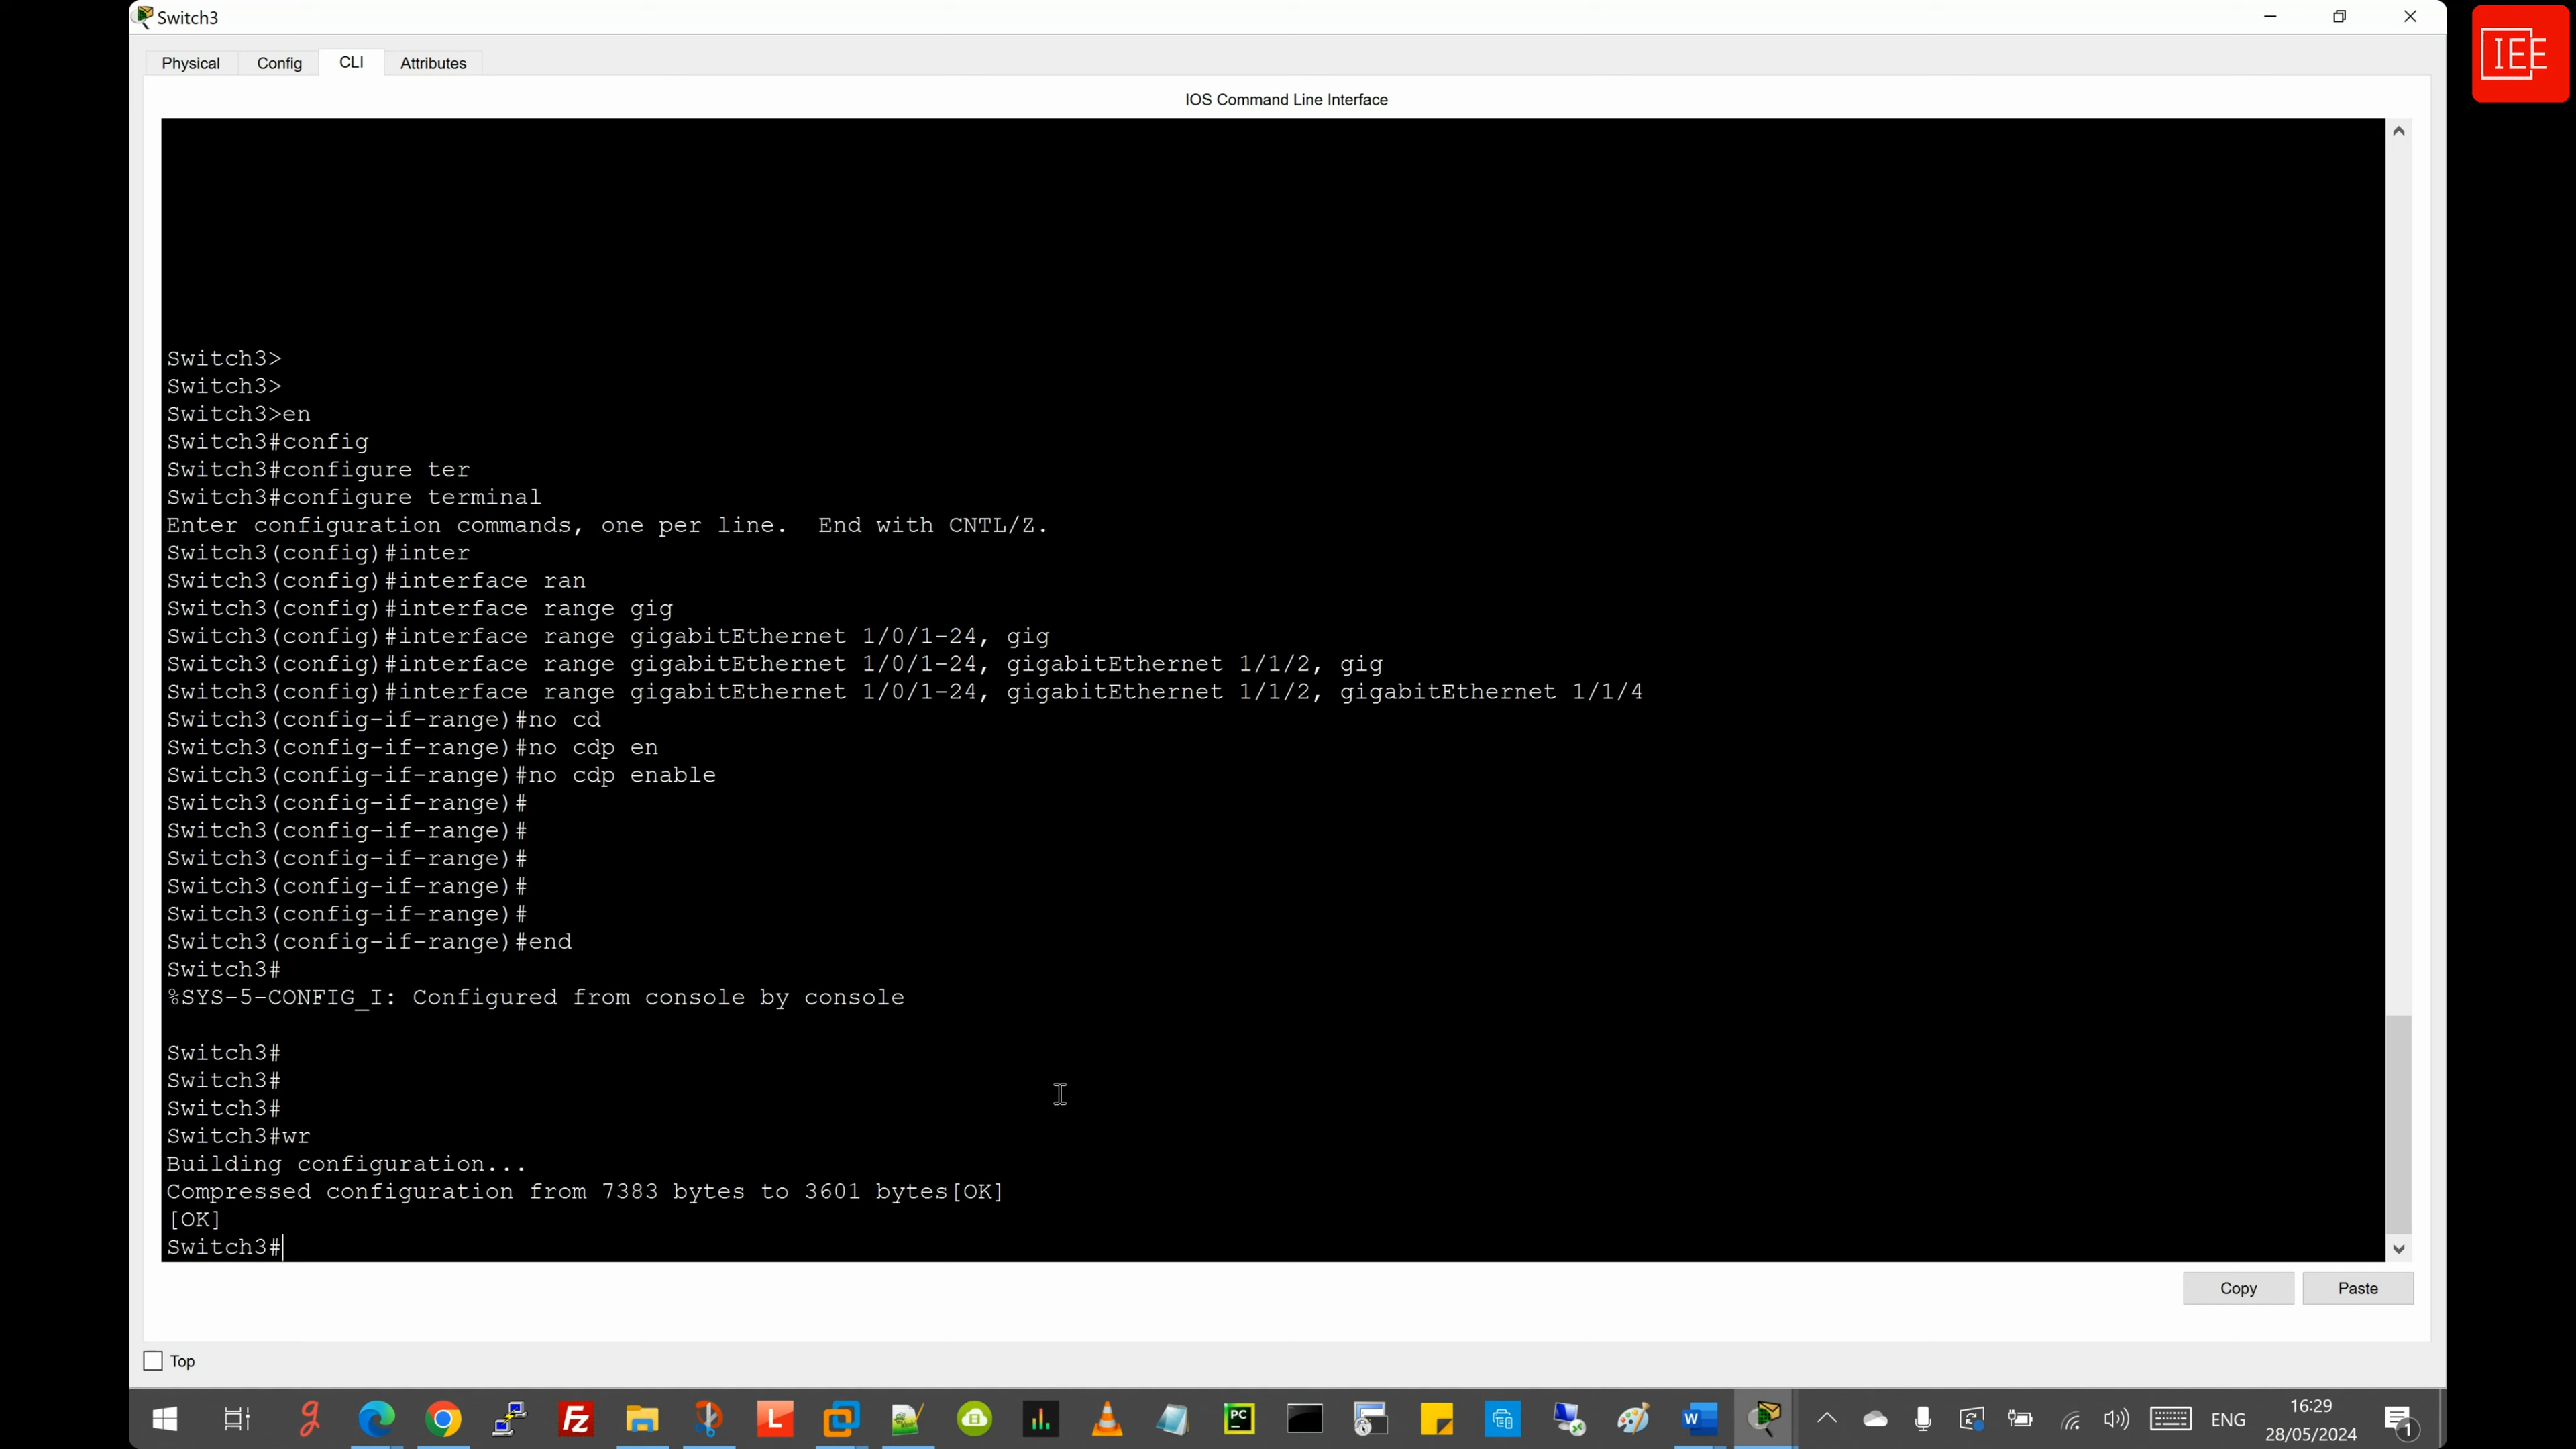 Switch3
IEE
Physical Config CLI Attributes
IOS Command Line Interface
Switch3>
Switch3>
Switch3>en
Switch3#config
Switch3#configure ter
Switch3#configure terminal
Enter configuration commands, one per line.  End with CNTL/Z.
Switch3(config)#inter
Switch3(config)#interface ran
Switch3(config)#interface range gig
Switch3(config)#interface range gigabitEthernet 1/0/1-24, gig
Switch3(config)#interface range gigabitEthernet 1/0/1-24, gigabitEthernet 1/1/2, gig
Switch3(config)#interface range gigabitEthernet 1/0/1-24, gigabitEthernet 1/1/2, gigabitEthernet 1/1/4
Switch3(config-if-range)#no cd
Switch3(config-if-range)#no cdp en
Switch3(config-if-range)#no cdp enable
Switch3(config-if-range)#
Switch3(config-if-range)#
Switch3(config-if-range)#
Switch3(config-if-range)#
Switch3(config-if-range)#
Switch3(config-if-range)#end
Switch3#
%SYS-5-CONFIG_I: Configured from console by console
Switch3#
Switch3#
Switch3#
Switch3#wr
Building configuration...
Compressed configuration from 7383 bytes to 3601 bytes[OK]
[OK]
Switch3#
Copy Paste
Top
ENG
16:29
28/05/2024